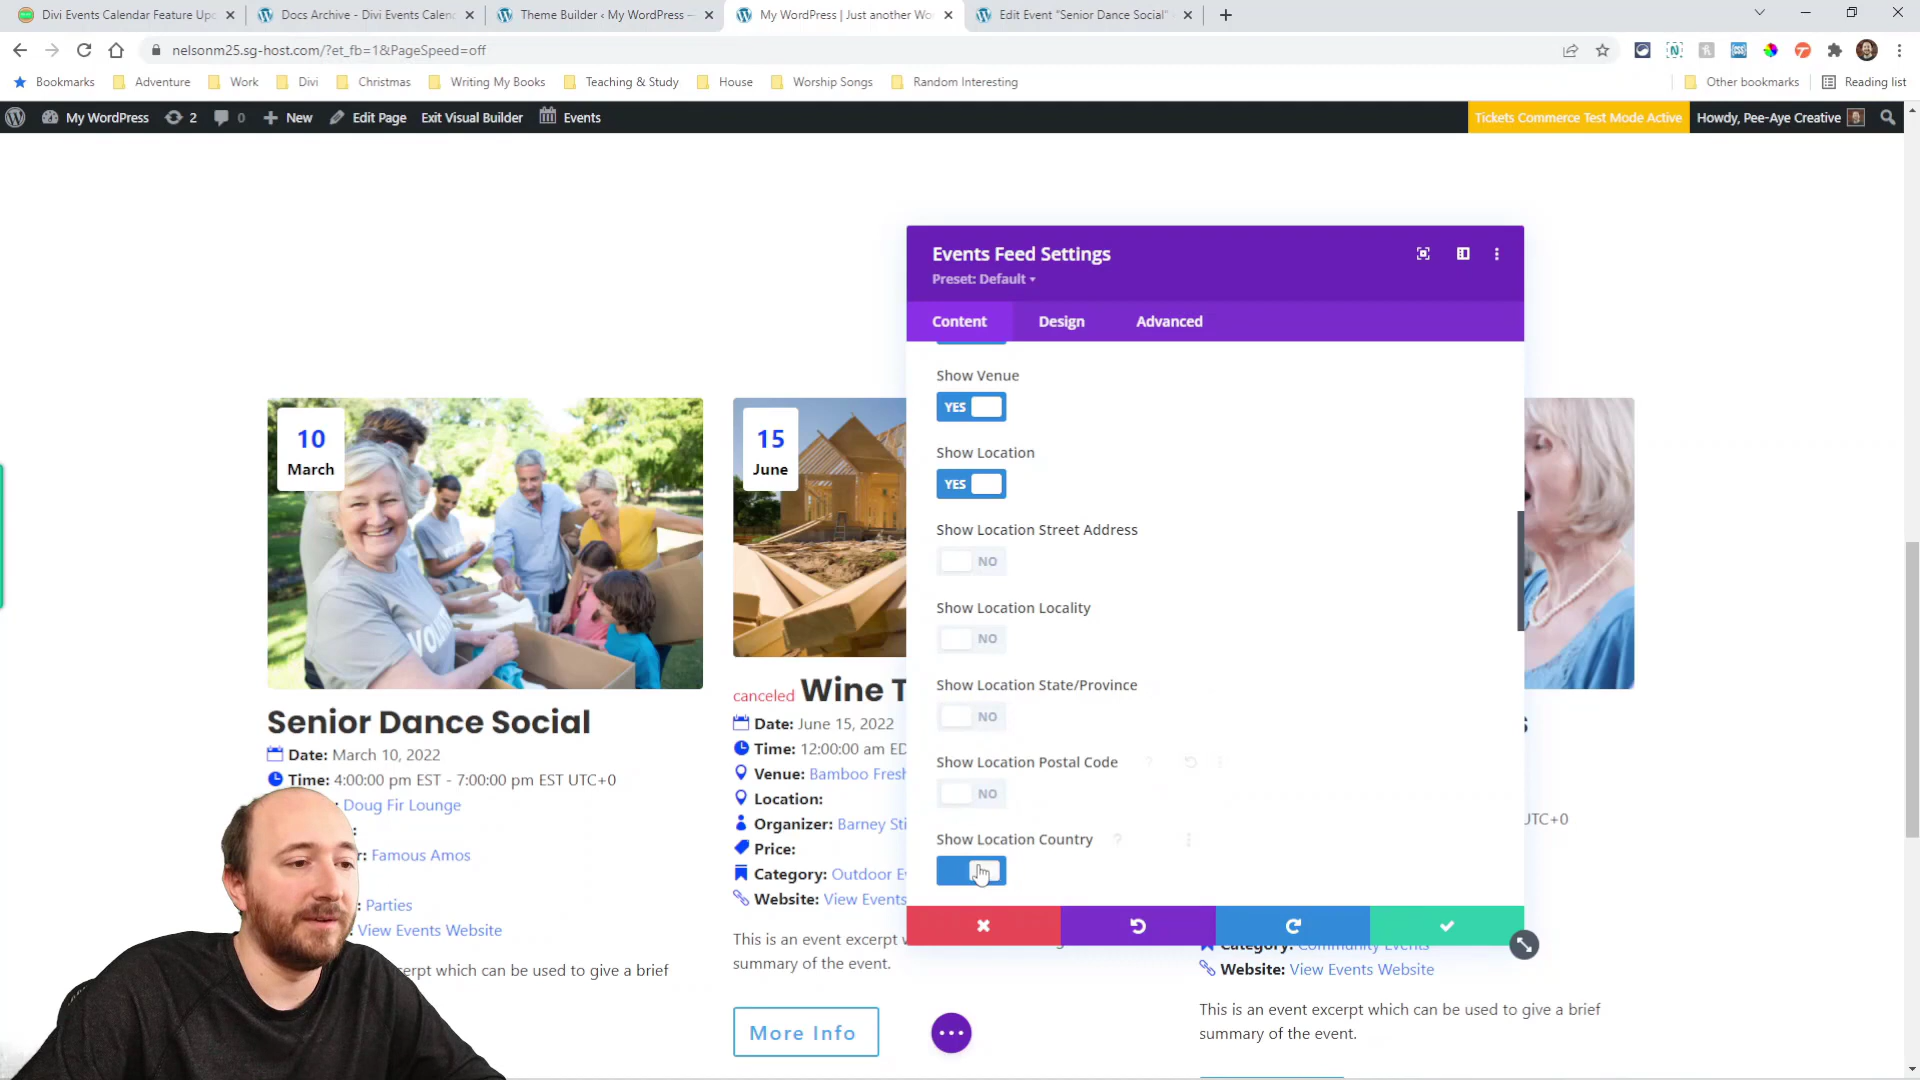 Divi Events Calendar Feature Upc
Docs Archive - Divi Events Calend
Theme Builder ‹ My WordPress —
My WordPress | Just another Wo
Edit Event "Senior Dance Social"
nelsonm25.sg-host.com/?et_fb=1&PageSpeed=off
Bookmarks
Adventure
Work
Divi
Christmas
Writing My Books
Teaching & Study
House
Worship Songs
Random Interesting
Other bookmarks
Reading list
My WordPress
2
0
New
Edit Page
Exit Visual Builder
Events
Tickets Commerce Test Mode Active
Howdy, Pee-Aye Creative
Events Feed Settings
Preset: Default
Content
Design
Advanced
Show Venue
YES
Show Location
YES
Show Location Street Address
NO
Show Location Locality
NO
Show Location State/Province
NO
Show Location Postal Code
NO
Show Location Country
10
March
VOLUN
Senior Dance Social
Date: March 10, 2022
Time: 4:00:00 pm EST - 7:00:00 pm EST UTC+0
Doug Fir Lounge
:
r: Famous Amos
: Parties
View Events Website
erpt which can be used to give a brief
15
June
canceled Wine T
Date: June 15, 2022
Time: 12:00:00 am ED
Venue: Bamboo Fresh
Location:
Organizer: Barney Sti
Price:
Category: Outdoor Ev
Website: View Events
This is an event excerpt w
summary of the event.
More Info
s
UTC+0
Category: Community Events
Website: View Events Website
This is an event excerpt which can be used to give a brief
summary of the event.